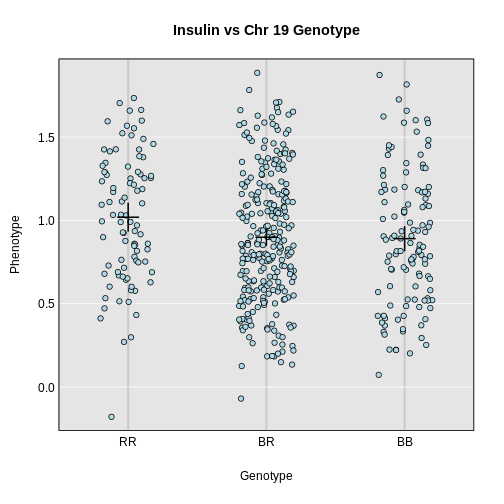 Insulin vs Chr 19 Genotype
Phenotype
1.5
1.0
0.5
0.0
RR BR BB
Genotype